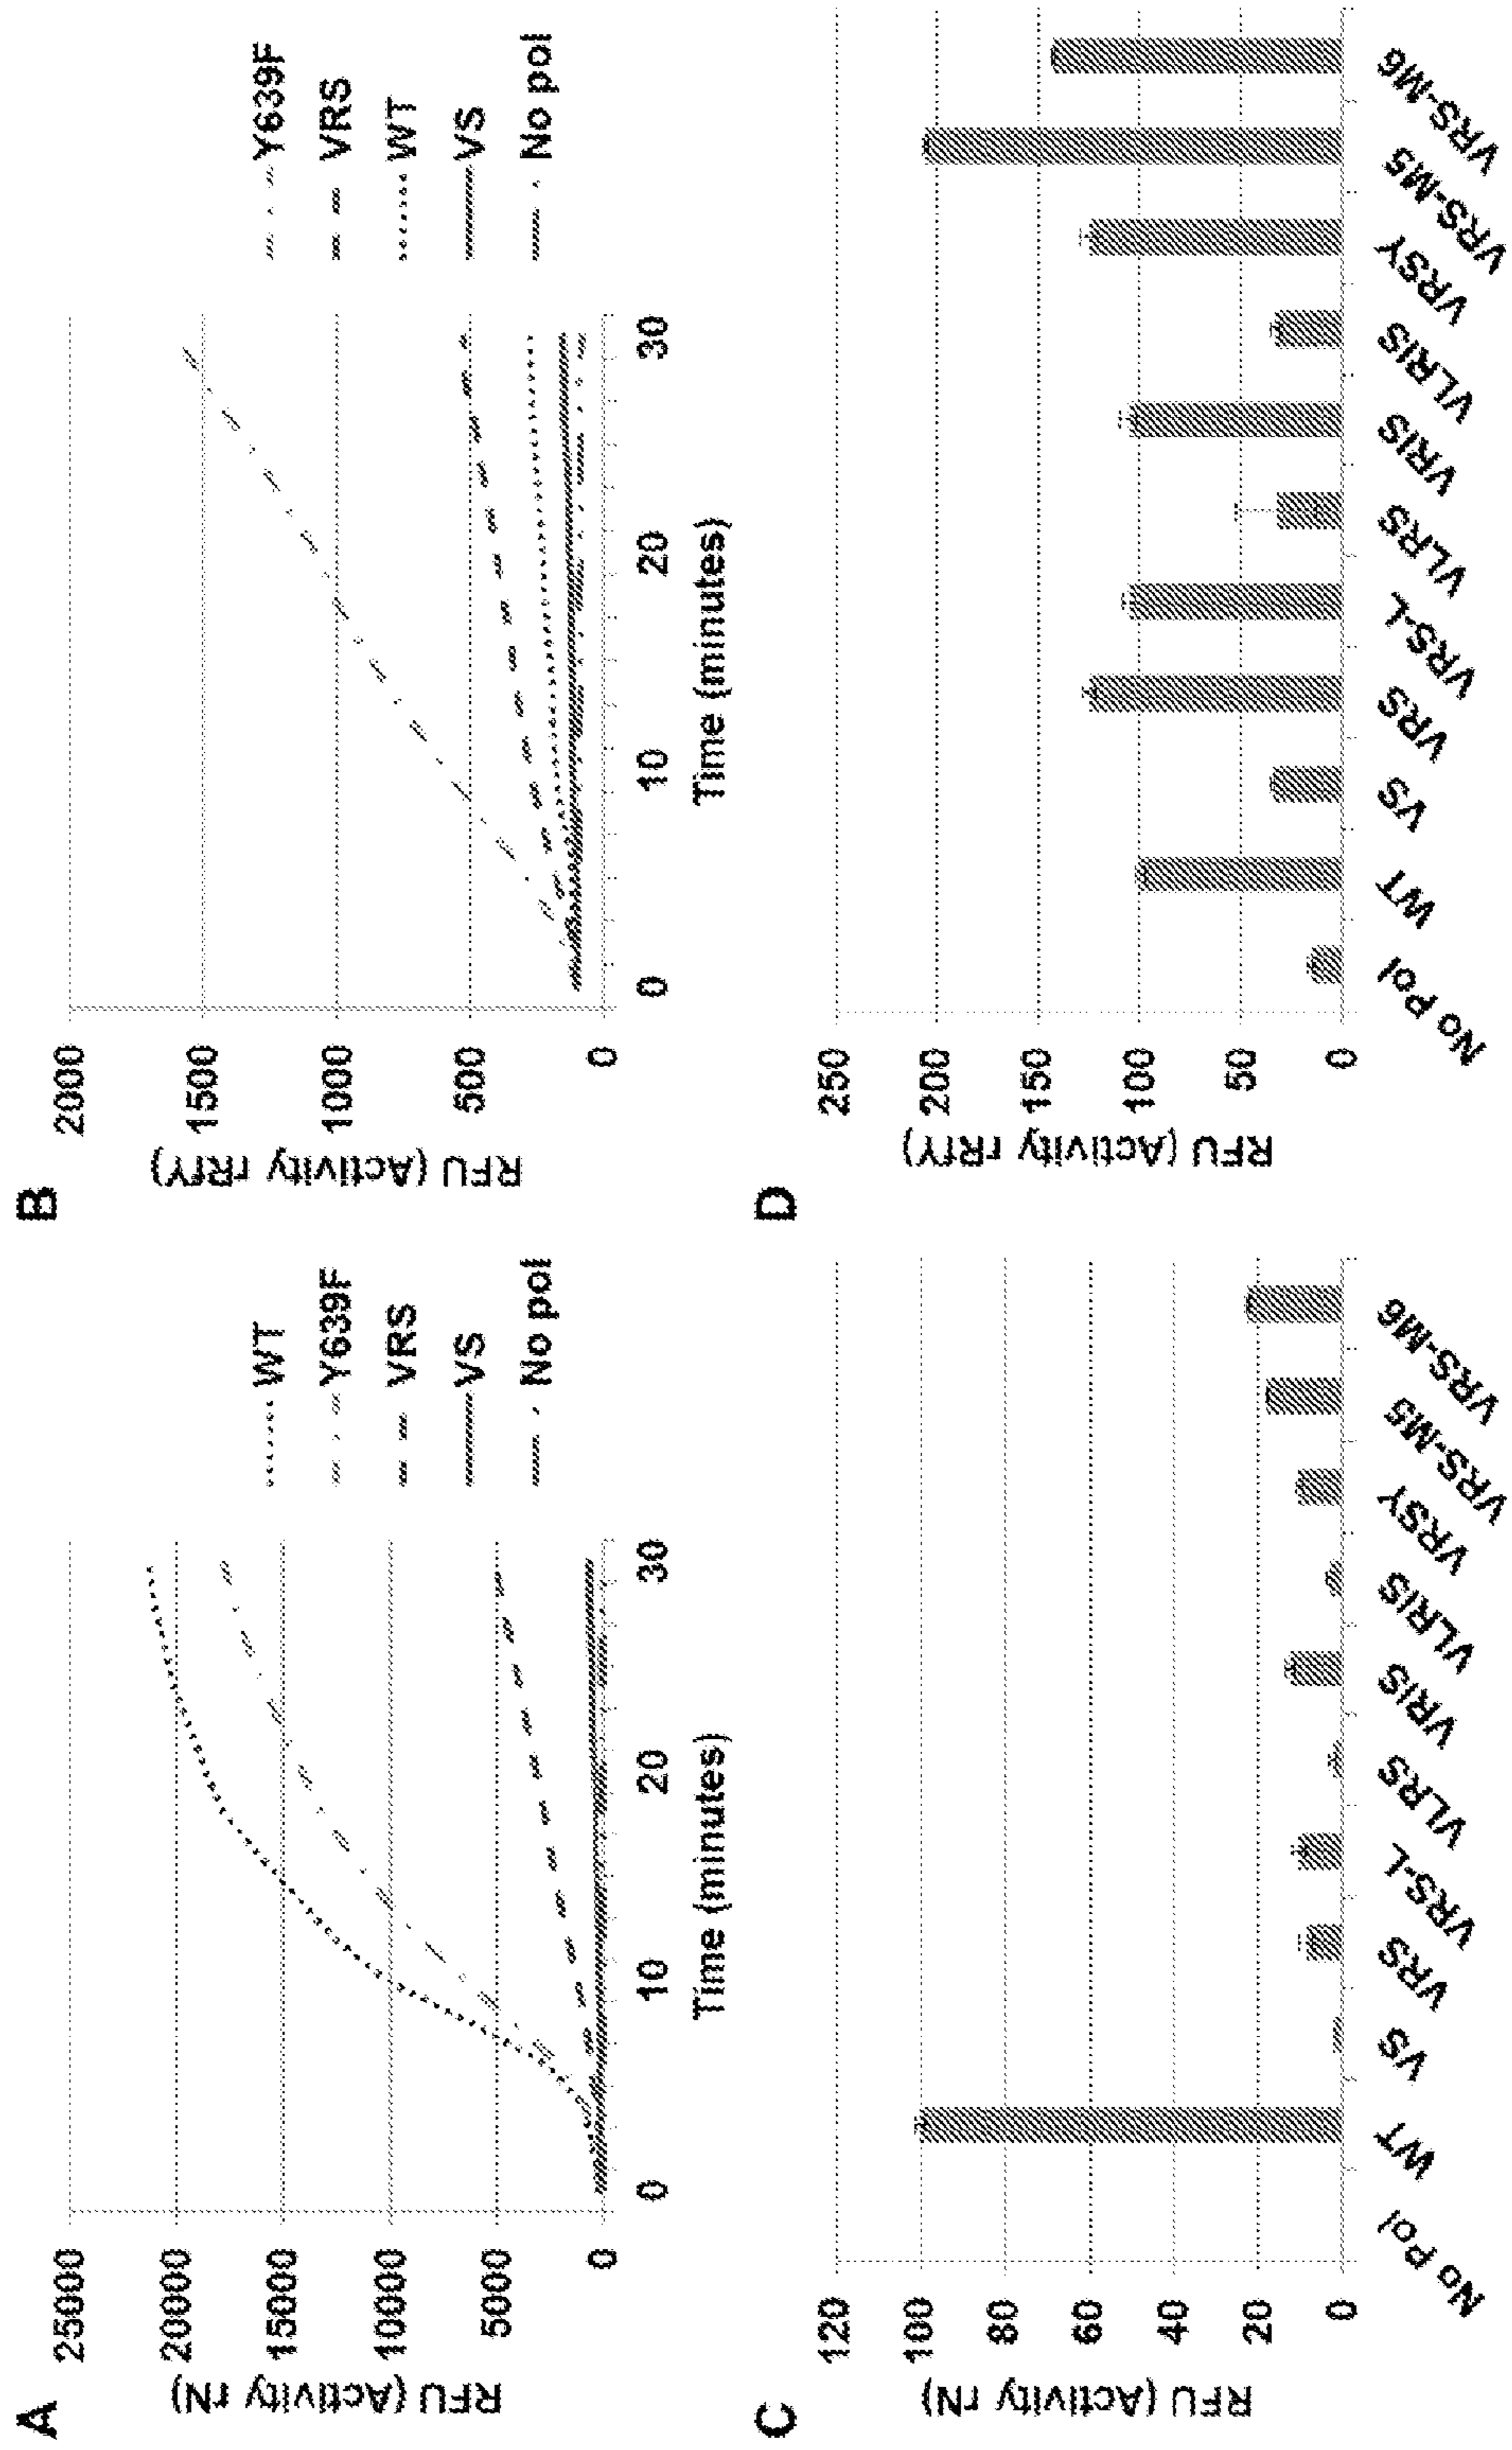 A
RFU (Activity rN)
25000
20000
15000
10000
5000
0
0 10 20 30
Time (minutes)
WT
Y639F
VRS
VS
No pol
B
RFU (Activity rRfY)
2000
1500
1000
500
0
0 10 20 30
Time (minutes)
Y639F
VRS
WT
VS
No pol
C
RFU (Activity rN)
120
100
80
60
40
20
0
No Pol
WT
VS
VRS
VRS-L
VLRS
VRIS
VLRIS
VRSY
VRS-M5
VRS-M6
D
RFU (Activity rRfY)
250
200
150
100
50
0
No Pol
WT
VS
VRS
VRS-L
VLRS
VRIS
VLRIS
VRSY
VRS-M5
VRS-M6